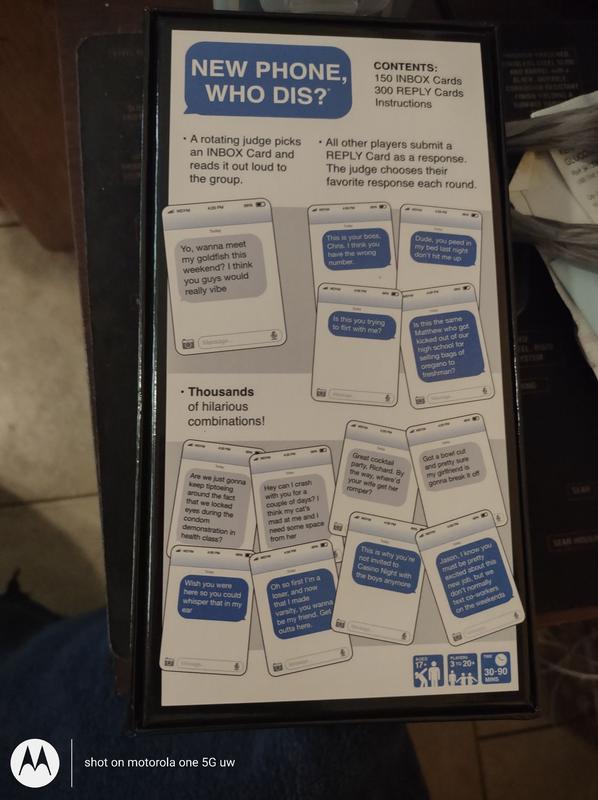 NEW PHONE,
WHO DIS?
CONTENTS:
150 INBOX Cards
300 REPLY Cards
Instructions
• A rotating judge picks
an INBOX Card and
reads it out loud to
the group.
• All other players submit a
REPLY Card as a response.
The judge chooses their
favorite response each round.
Today
Yo, wanna meet
my goldfish this
weekend? I think
you guys would
really vibe
Message...
This is your boss,
Chris. I think you
have the wrong
number.
Dude, you peed in
my bed last night
don't hit me up
Is this you trying
to flirt with me?
Is this the same
Matthew who got
kicked out of our
high school for
selling bags of
oregano to
freshman?
• Thousands
of hilarious
combinations!
Are we just gonna
keep tiptoeing
around the fact
that we locked
eyes during the
condom
demonstration in
health class?
Hey can I crash
with you for a
couple of days? I
think my cat's
mad at me and I
need some space
from her
Great cocktail
party, Richard. By
the way, where'd
your wife get her
romper?
Got a bowl cut
and pretty sure
my girlfriend is
gonna break it off
Wish you were
here so you could
whisper that in my
ear
Oh so first I'm a
loser, and now
that I made
varsity, you wanna
be my friend. Get
outta here.
This is why you're
not invited to
Casino Night with
the boys anymore
Jason, I know you
must be pretty
excited about this
new job, but we
don't normally
text co-workers
on the weekends
AGES
17+
PLAYERS
3 TO 20+
TIME
30-90
MINS
shot on motorola one 5G uw